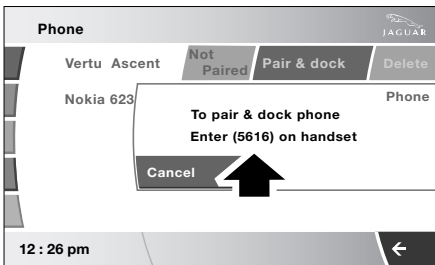 Phone
JAGUAR
Vertu Ascent
Not
Paired
Pair & dock
Delete
Nokia 623
Phone
To pair & dock phone
Enter (5616) on handset
Cancel
12 : 26 pm